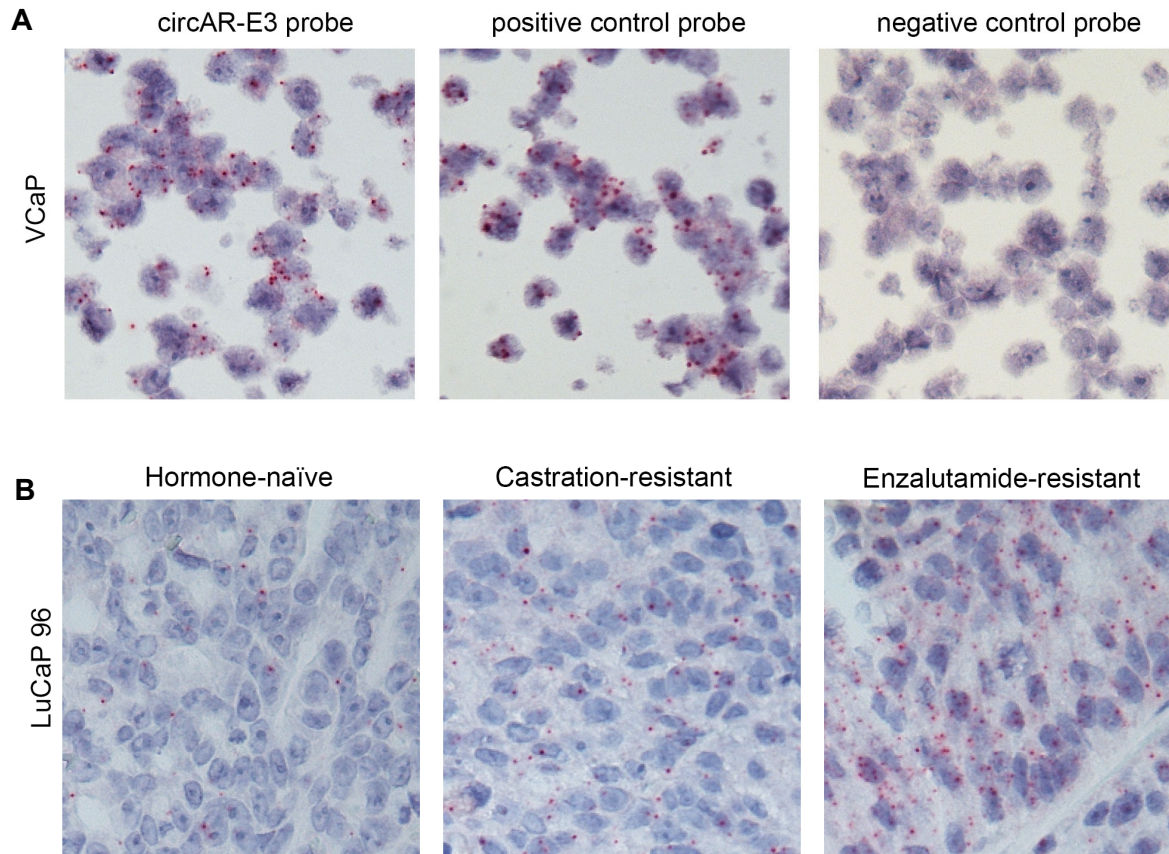 A
circAR-E3 probe
positive control probe
negative control probe
VCaP
B
Hormone-naïve
Castration-resistant
Enzalutamide-resistant
LuCaP 96